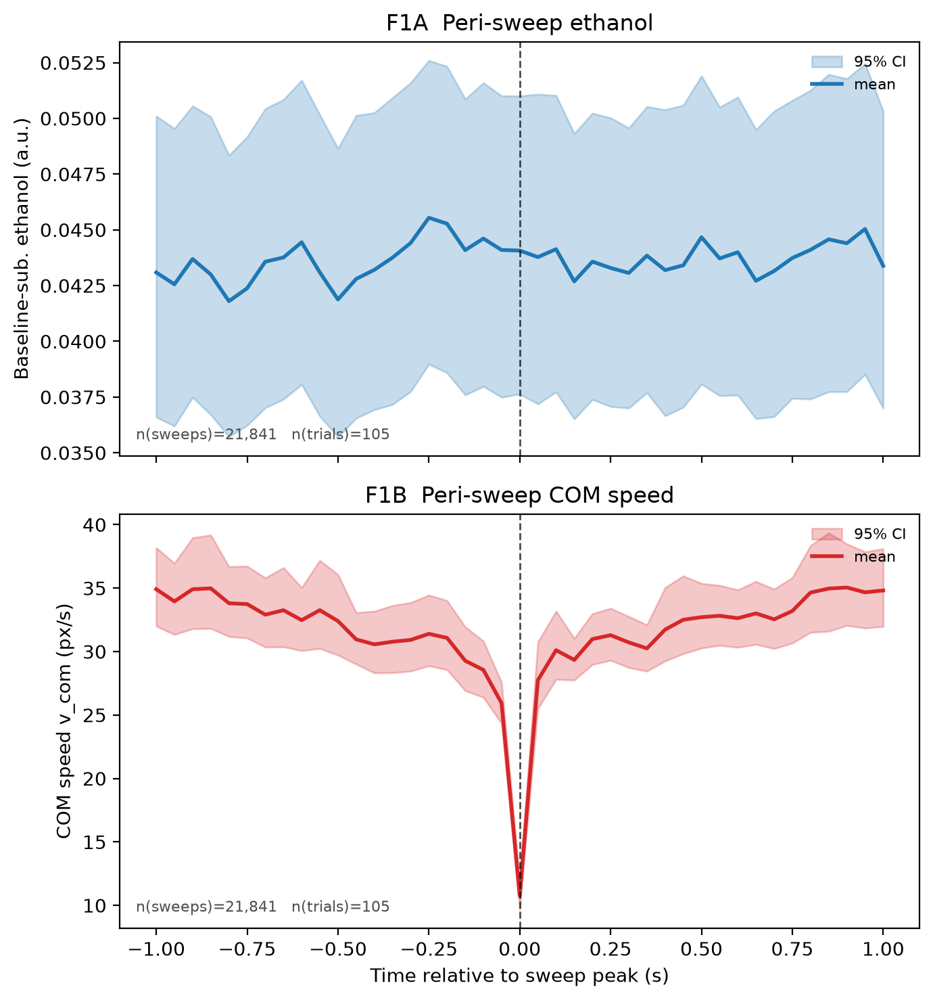 F1A  Peri-sweep ethanol
95% CI
mean
Baseline-sub. ethanol (a.u.)
0.0525
0.0500
0.0475
0.0450
0.0425
0.0400
0.0375
0.0350
n(sweeps)=21,841   n(trials)=105
F1B  Peri-sweep COM speed
95% CI
mean
COM speed v_com (px/s)
40
35
30
25
20
15
10
n(sweeps)=21,841   n(trials)=105
−1.00 −0.75 −0.50 −0.25 0.00 0.25 0.50 0.75 1.00
Time relative to sweep peak (s)